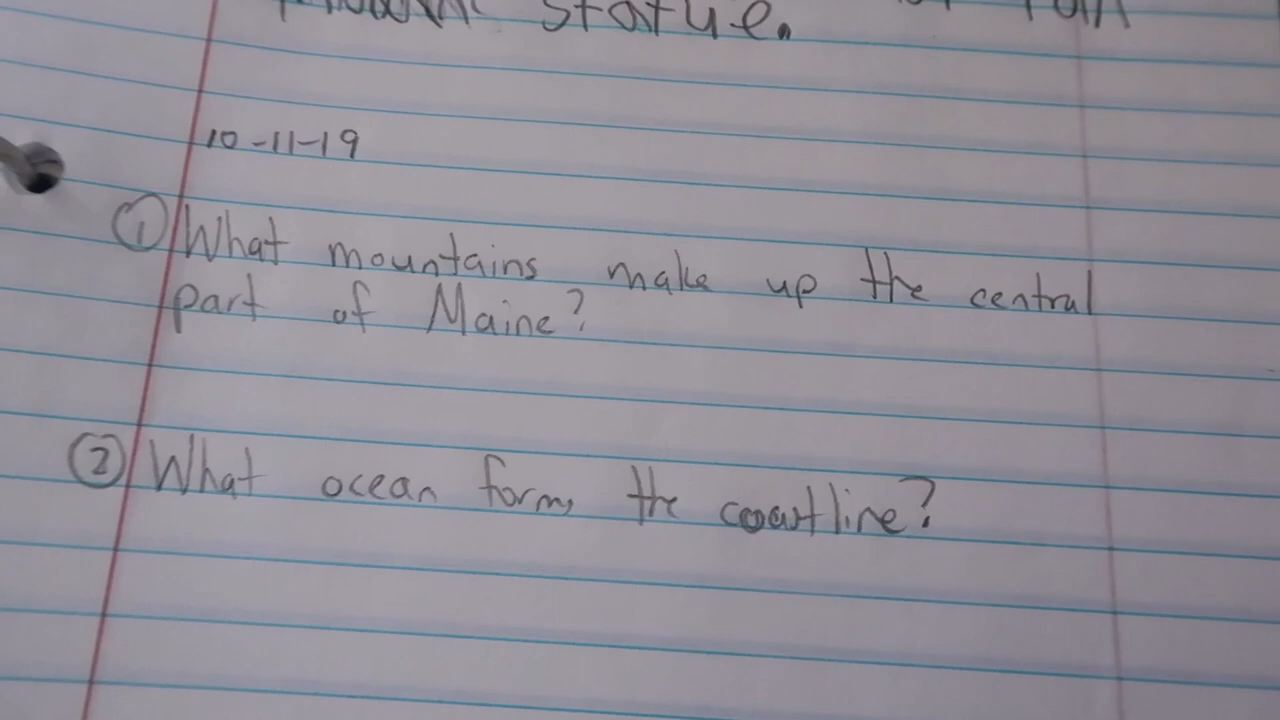 statue.
10-11-19
① What mountains make up the central
part of Maine?
② What ocean forms the coastline?